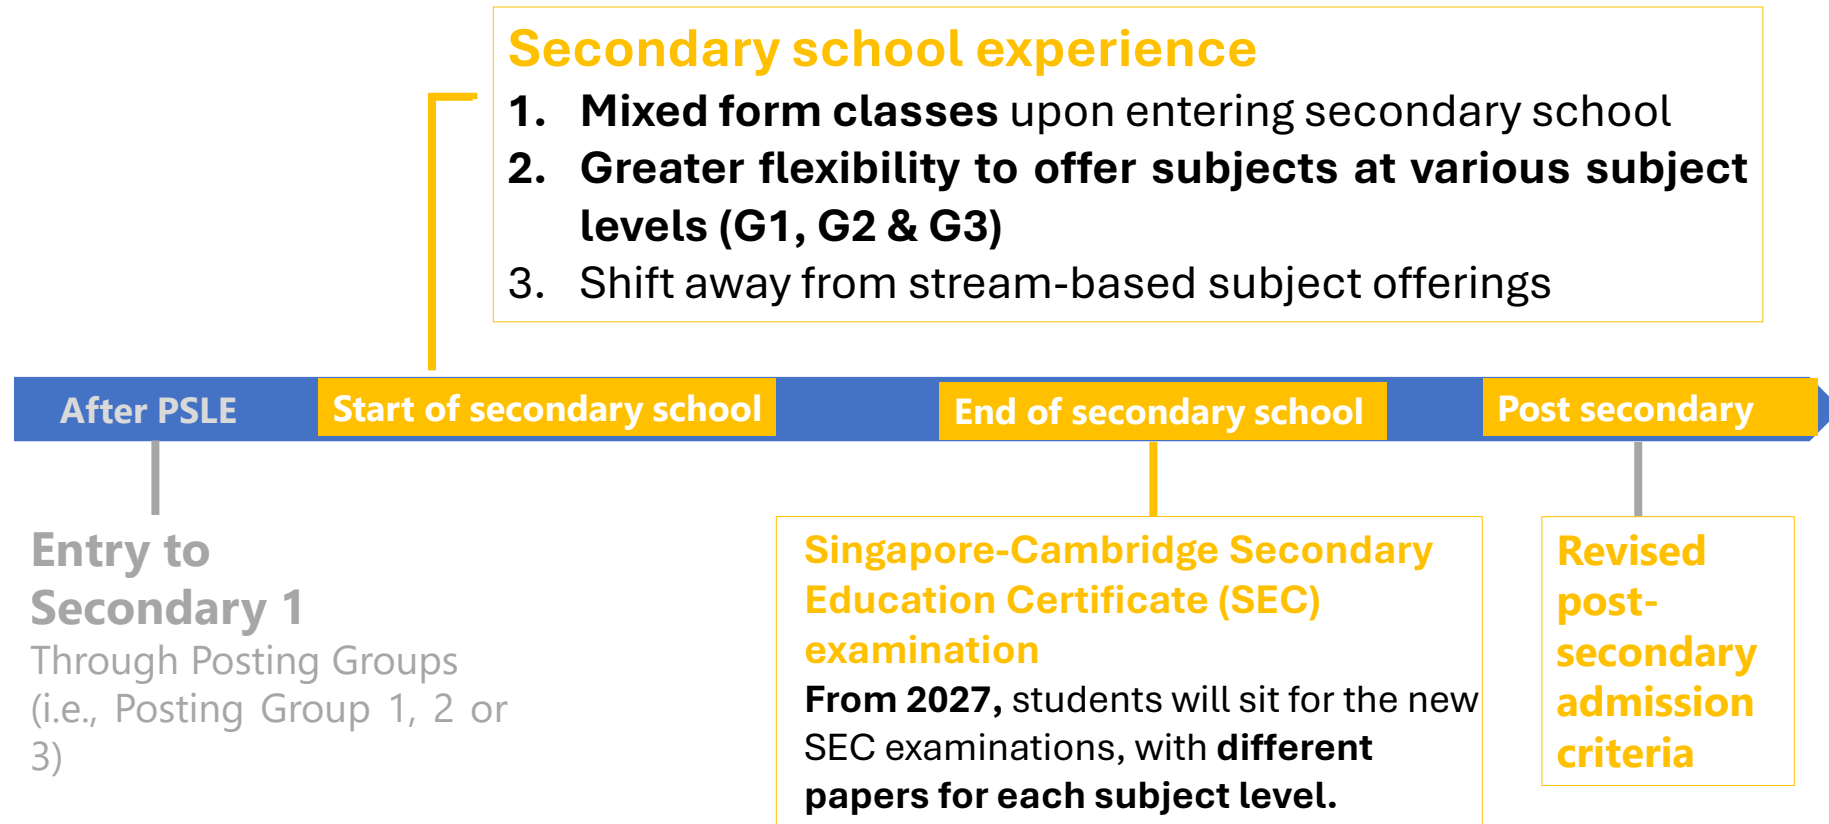 Secondary school experience
1. Mixed form classes upon entering secondary school
2. Greater flexibility to offer subjects at various subject
levels (G1, G2 & G3)
3. Shift away from stream-based subject offerings
After PSLE
Start of secondary school
End of secondary school
Post secondary
Entry to
Secondary 1
Through Posting Groups
(i.e., Posting Group 1, 2 or
3)
Singapore-Cambridge Secondary
Education Certificate (SEC)
examination
From 2027, students will sit for the new
SEC examinations, with different
papers for each subject level.
Revised
post-
secondary
admission
criteria